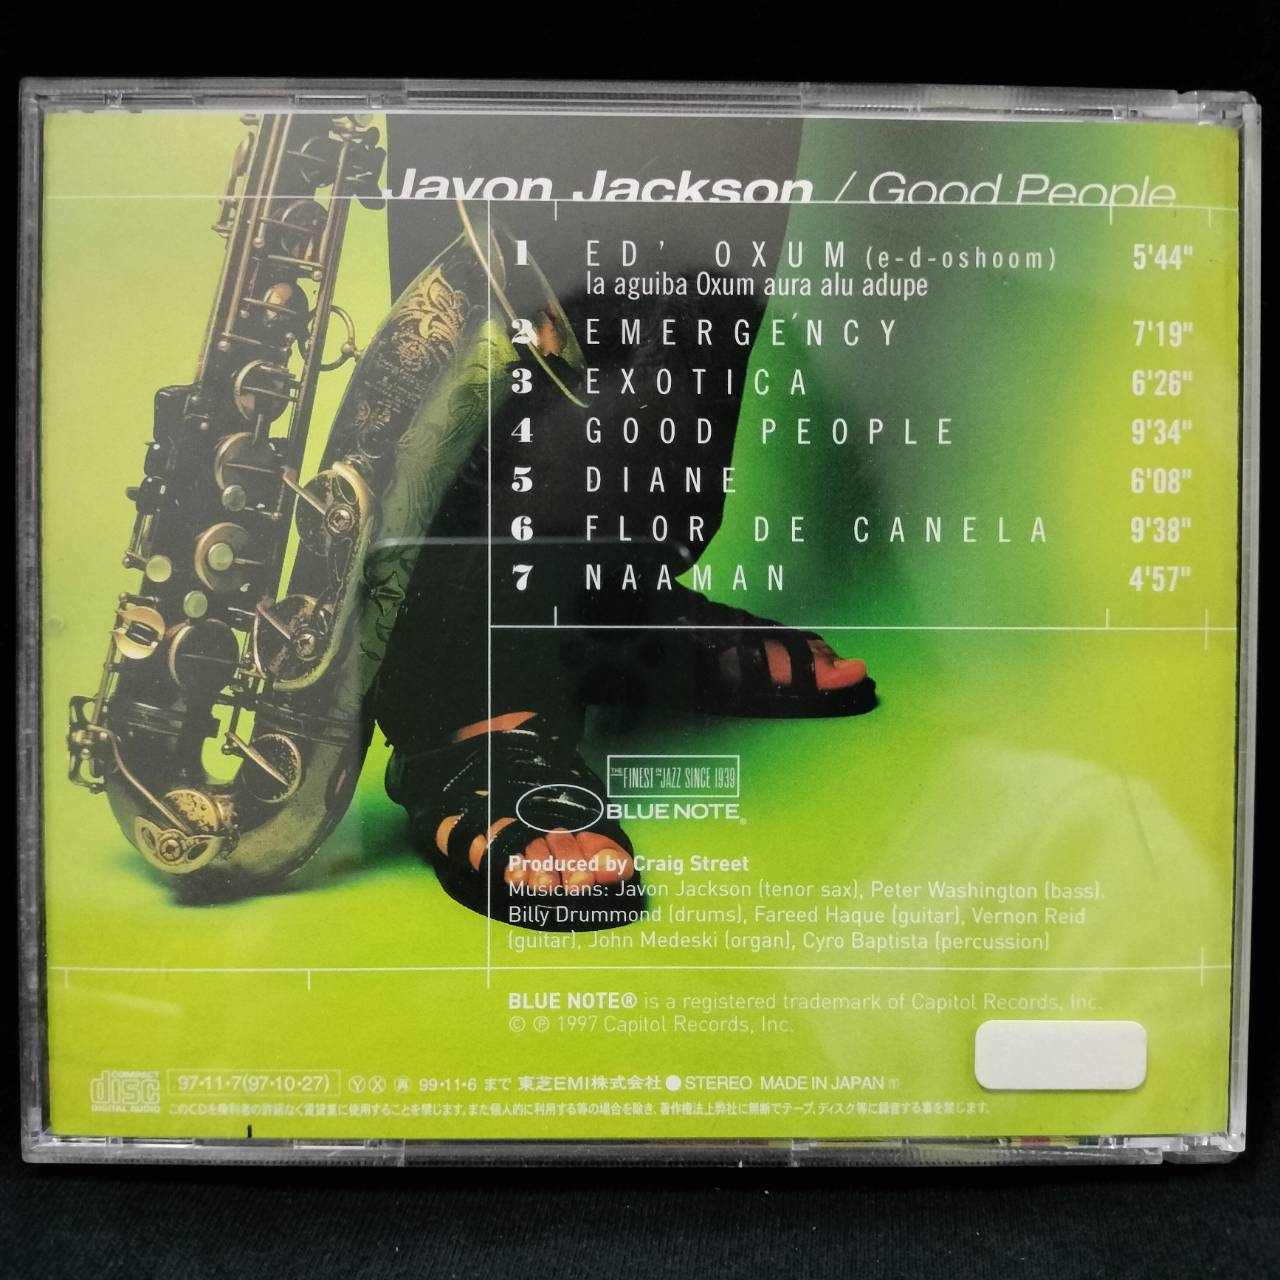 Javon Jackson / Good People
1 ED' OXUM (e-d-oshoom) 5'44"
la aguiba Oxum aura alu adupe
2 EMERGÉNCY 7'19"
3 EXOTICA 6'26"
4 GOOD PEOPLE 9'34"
5 DIANE 6'08"
6 FLOR DE CANELA 9'38"
7 NAAMAN 4'57"
THE FINEST IN JAZZ SINCE 1939
BLUE NOTE®
Produced by Craig Street
Musicians: Javon Jackson (tenor sax), Peter Washington (bass).
Billy Drummond (drums), Fareed Haque (guitar), Vernon Reid
(guitar), John Medeski (organ), Cyro Baptista (percussion)
BLUE NOTE® is a registered trademark of Capitol Records, Inc.
© ℗ 1997 Capitol Records, Inc.
COMPACT
disc
DIGITAL AUDIO
97·11·7(97·10·27) Ⓨ Ⓧ 再 99·11·6 まで 東芝EMI株式会社 ● STEREO MADE IN JAPAN
このCDを権利者の許諾なく賃貸業に使用することを禁じます。また個人的に利用する等の場合を除き、著作権法上弊社に無断でテープ、ディスク等に録音する事を禁じます。